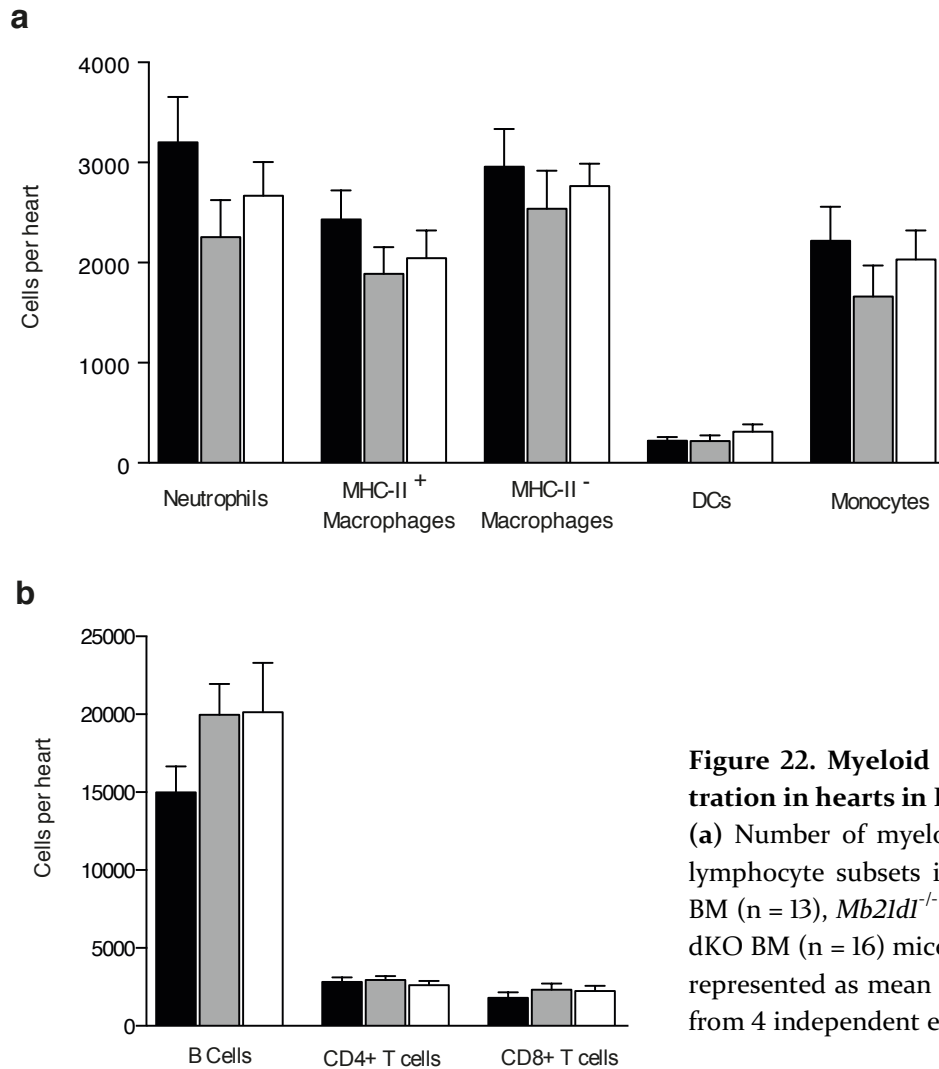 a
4000
3000
2000
1000
0
Cells per heart
Neutrophils
MHC-II +
Macrophages
MHC-II -
Macrophages
DCs
Monocytes
b
25000
20000
15000
10000
5000
0
Cells per heart
B Cells
CD4+ T cells
CD8+ T cells
Figure 22. Myeloid
tration in hearts in
(a) Number of myelo
lymphocyte subsets i
BM (n = 13), Mb21d1-/-
dKO BM (n = 16) mice
represented as mean
from 4 independent e